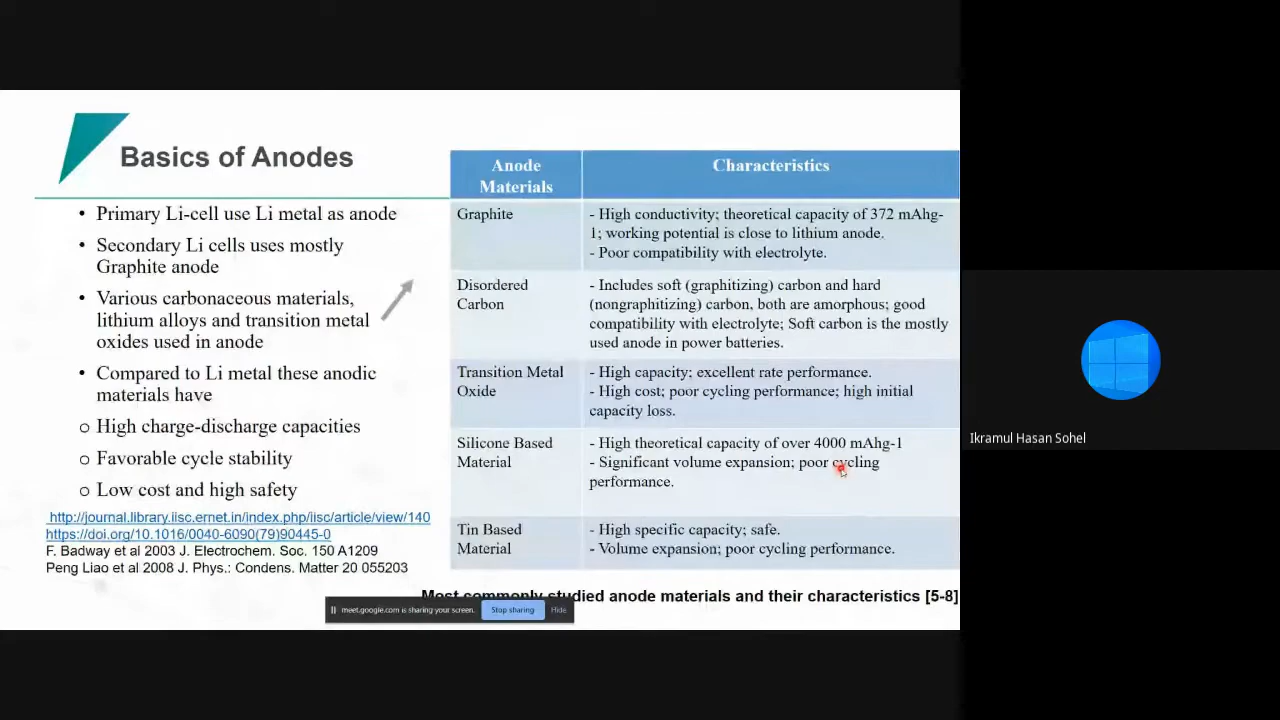 Basics of Anodes
• Primary Li-cell use Li metal as anode
• Secondary Li cells uses mostly
Graphite anode
• Various carbonaceous materials,
lithium alloys and transition metal
oxides used in anode
• Compared to Li metal these anodic
materials have
o High charge-discharge capacities
o Favorable cycle stability
o Low cost and high safety
http://journal.library.iisc.ernet.in/index.php/iisc/article/view/140
https://doi.org/10.1016/0040-6090(79)90445-0
F. Badway et al 2003 J. Electrochem. Soc. 150 A1209
Peng Liao et al 2008 J. Phys.: Condens. Matter 20 055203
Anode
Materials
Characteristics
Graphite
- High conductivity; theoretical capacity of 372 mAhg-
1; working potential is close to lithium anode.
- Poor compatibility with electrolyte.
Disordered
Carbon
- Includes soft (graphitizing) carbon and hard
(nongraphitizing) carbon, both are amorphous; good
compatibility with electrolyte; Soft carbon is the mostly
used anode in power batteries.
Transition Metal
Oxide
- High capacity; excellent rate performance.
- High cost; poor cycling performance; high initial
capacity loss.
Silicone Based
Material
- High theoretical capacity of over 4000 mAhg-1
- Significant volume expansion; poor cycling
performance.
Tin Based
Material
- High specific capacity; safe.
- Volume expansion; poor cycling performance.
Most commonly studied anode materials and their characteristics [5-8]
meet.google.com is sharing your screen.
Stop sharing
Hide
Ikramul Hasan Sohel